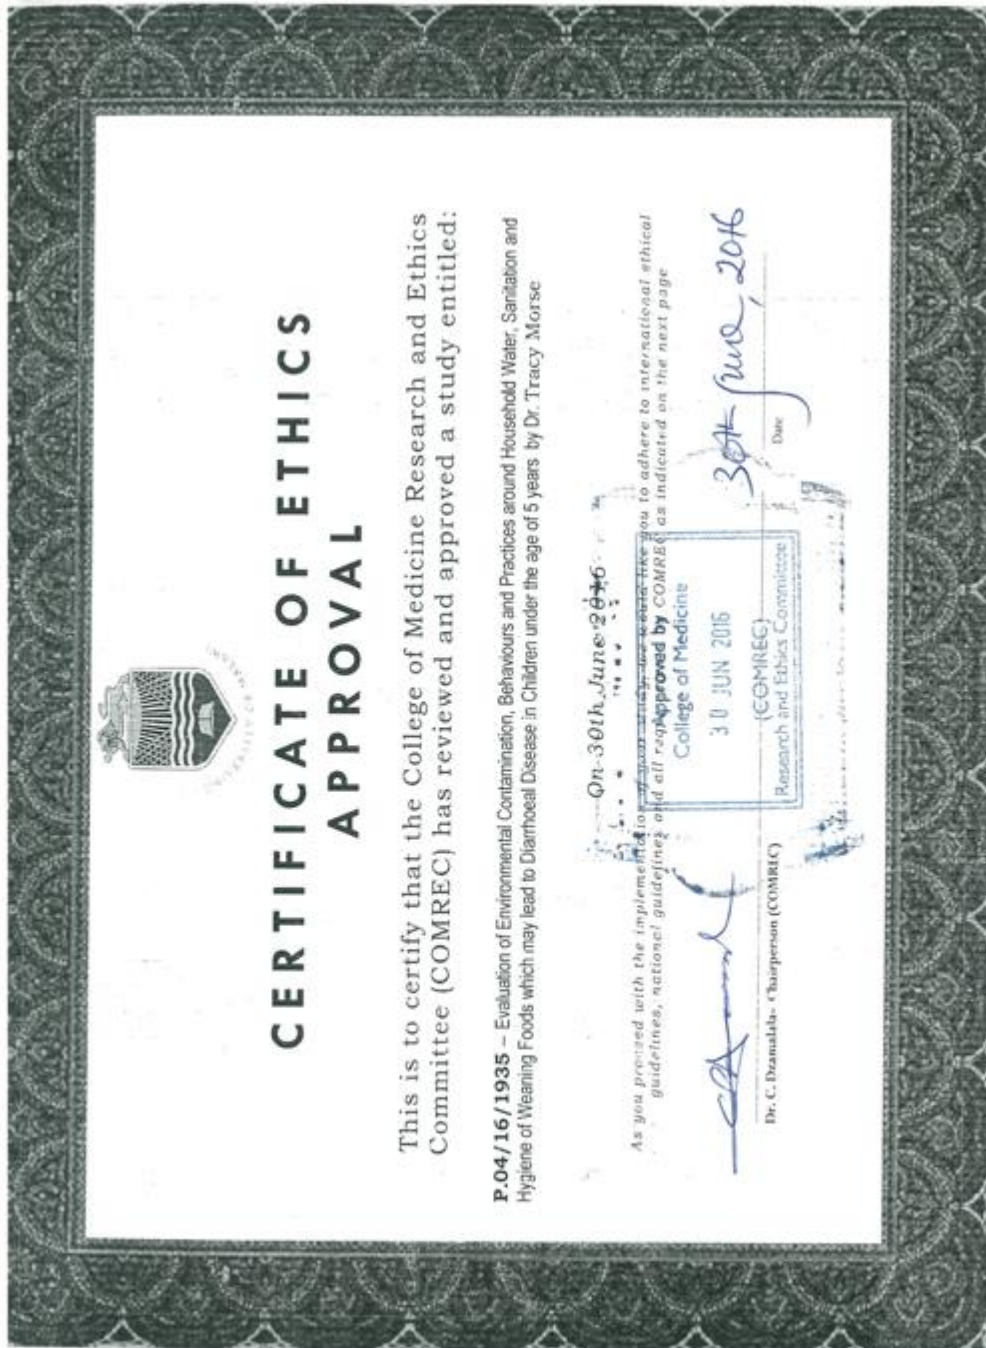 CERTIFICATE OF ETHICS
APPROVAL
This is to certify that the College of Medicine Research and Ethics
Committee (COMREC) has reviewed and approved a study entitled:
P.04/16/1935 – Evaluation of Environmental Contamination, Behaviours and Practices around Household Water, Sanitation and
Hygiene of Weaning Foods which may lead to Diarrhoeal Disease in Children under the age of 5 years by Dr. Tracy Morse
On 30th June 2016
As you proceed with the implementation of your study we would like you to adhere to international ethical
guidelines, national guidelines and all requirements by COMREC as indicated on the next page
Approved by
College of Medicine
30 JUN 2016
(COMREC)
Research and Ethics Committee
30th June, 2016
Dr. C. Dzamalala- Chairperson (COMREC)
Date